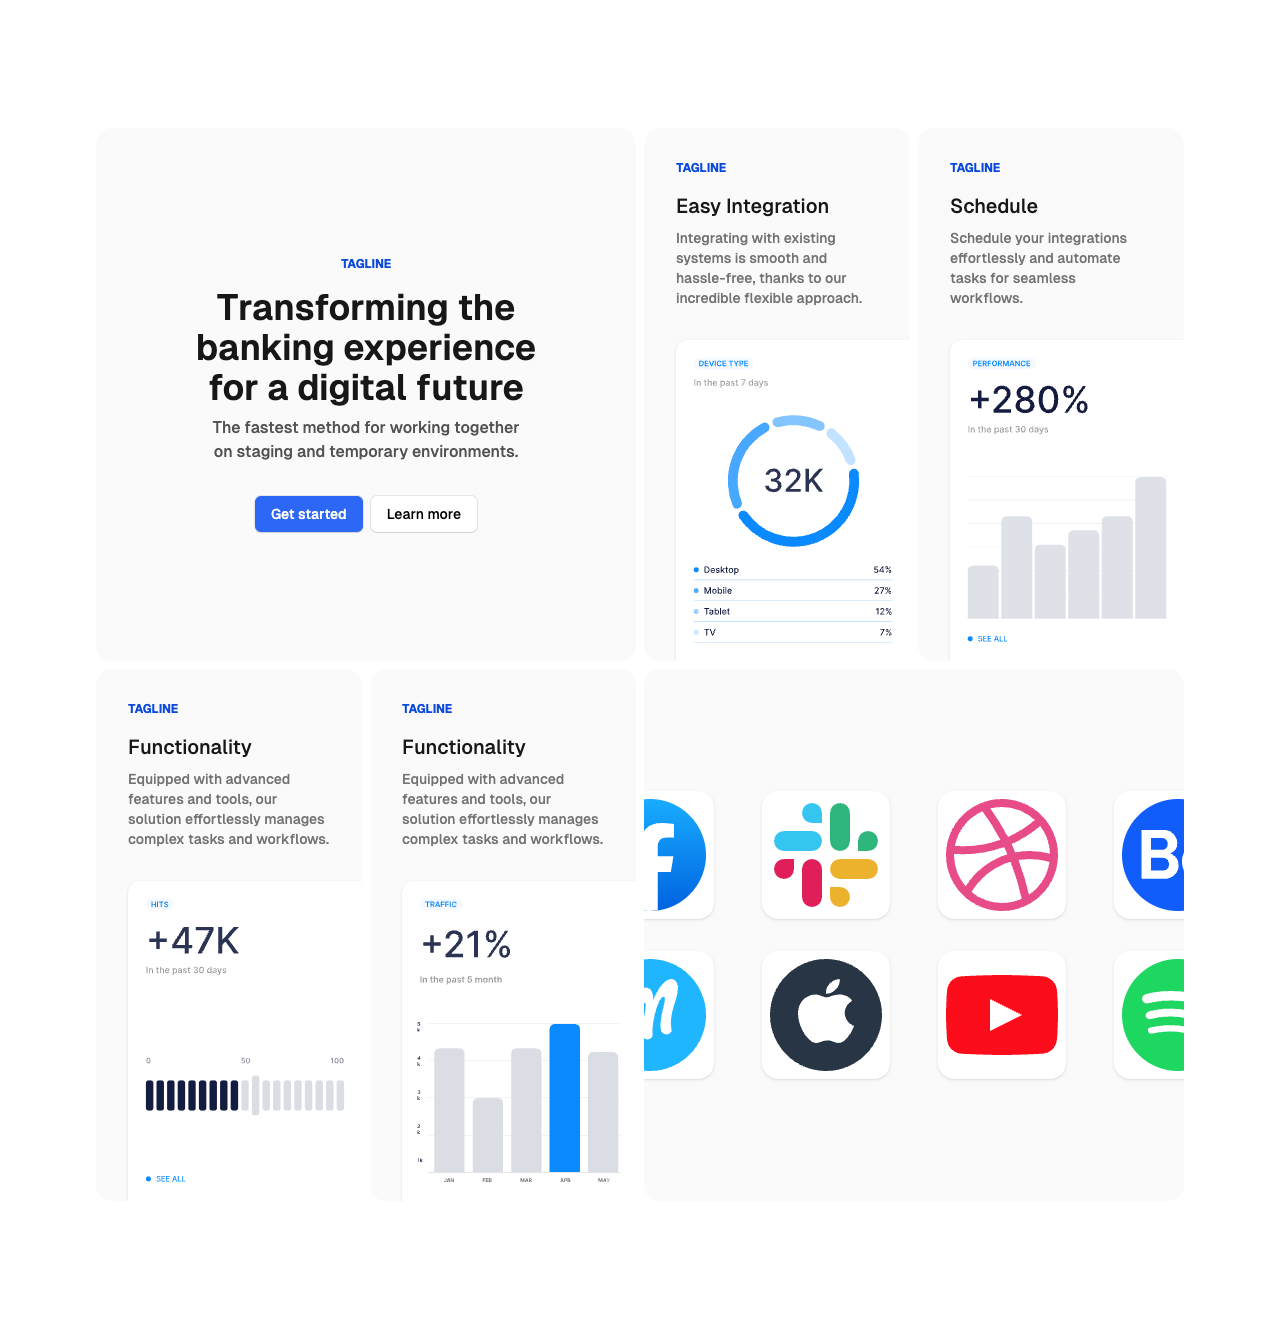 TAGLINE
Transforming the
banking experience
for a digital future
The fastest method for working together
on staging and temporary environments.
Get started
Learn more
TAGLINE
Easy Integration
Integrating with existing
systems is smooth and
hassle-free, thanks to our
incredible flexible approach.
DEVICE TYPE
In the past 7 days
32K
Desktop 54%
Mobile 27%
Tablet 12%
TV 7%
TAGLINE
Schedule
Schedule your integrations
effortlessly and automate
tasks for seamless
workflows.
PERFORMANCE
+280%
In the past 30 days
SEE ALL
TAGLINE
Functionality
Equipped with advanced
features and tools, our
solution effortlessly manages
complex tasks and workflows.
HITS
+47K
In the past 30 days
0 50 100
SEE ALL
TAGLINE
Functionality
Equipped with advanced
features and tools, our
solution effortlessly manages
complex tasks and workflows.
TRAFFIC
+21%
In the past 5 month
5
k
4
k
3
k
2
k
1k
JAN FEB MAR APR MAY
f
Be